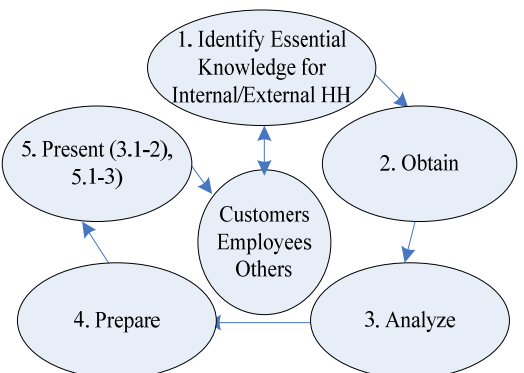 1. Identify Essential
Knowledge for
Internal/External HH
2. Obtain
3. Analyze
4. Prepare
5. Present (3.1-2),
5.1-3)
Customers
Employees
Others